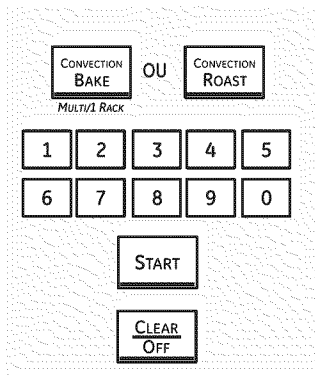 CONVECTION
BAKE
OU
CONVECTION
ROAST
MULTI/1 RACK
1 2 3 4 5
6 7 8 9 0
START
CLEAR
OFF